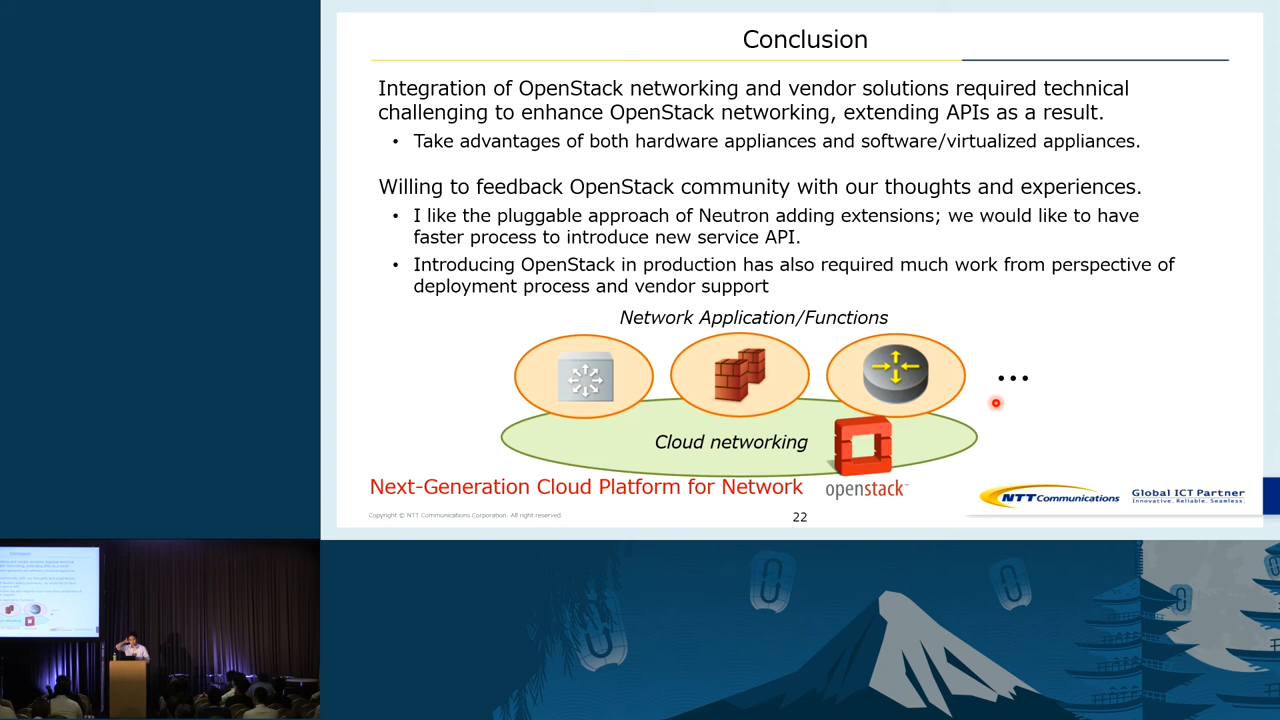 Conclusion
Integration of OpenStack networking and vendor solutions required technical
challenging to enhance OpenStack networking, extending APIs as a result.
• Take advantages of both hardware appliances and software/virtualized appliances.
Willing to feedback OpenStack community with our thoughts and experiences.
• I like the pluggable approach of Neutron adding extensions; we would like to have
faster process to introduce new service API.
• Introducing OpenStack in production has also required much work from perspective of
deployment process and vendor support
Network Application/Functions
...
Cloud networking
Next-Generation Cloud Platform for Network
openstack™
NTT Communications
Global ICT Partner
Innovative. Reliable. Seamless.
Copyright © NTT Communications Corporation. All right reserved.
22